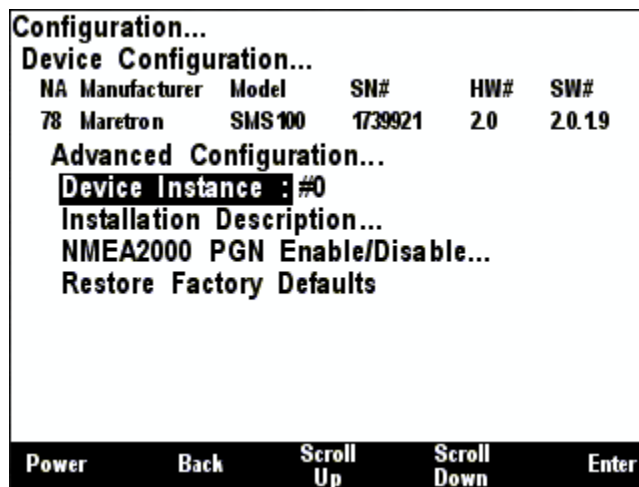 Configuration...
Device Configuration...
NA Manufacturer Model SN# HW# SW#
78 Maretron SMS100 1739921 2.0 2.0.1.9
Advanced Configuration...
Device Instance : #0
Installation Description...
NMEA2000 PGN Enable/Disable...
Restore Factory Defaults
Power Back Scroll Up Scroll Down Enter